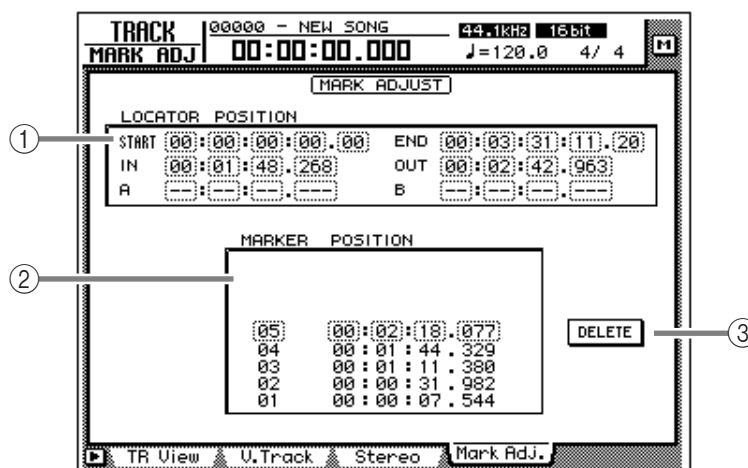 TRACK
MARK ADJ
00000 - NEW SONG
00:00:00.000
44.1kHz 16bit
♩=120.0 4/ 4
M
MARK ADJUST
LOCATOR POSITION
① START 00:00:00:00.00 END 00:03:31:11.20
IN 00:01:48.268 OUT 00:02:42.963
A --:--:--.--- B --:--:--.---
MARKER POSITION
②
05 00:02:18.077
DELETE ③
04 00:01:44.329
03 00:01:11.380
02 00:00:31.982
01 00:00:07.544
TR View V.Track Stereo Mark Adj.